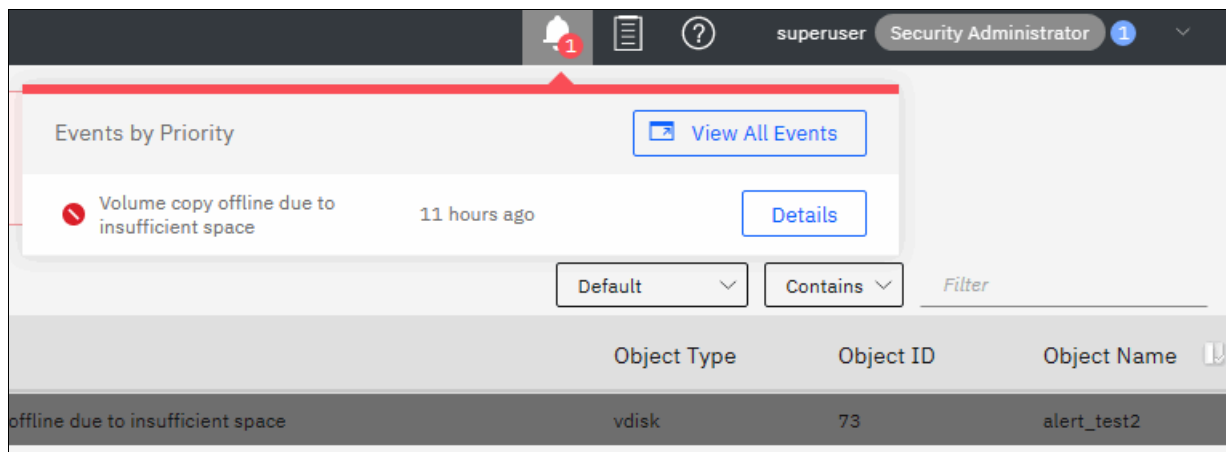 1 ? superuser Security Administrator 1
Events by Priority View All Events
Volume copy offline due to
insufficient space
11 hours ago
Details
Default Contains Filter
Object Type Object ID Object Name
offline due to insufficient space vdisk 73 alert_test2